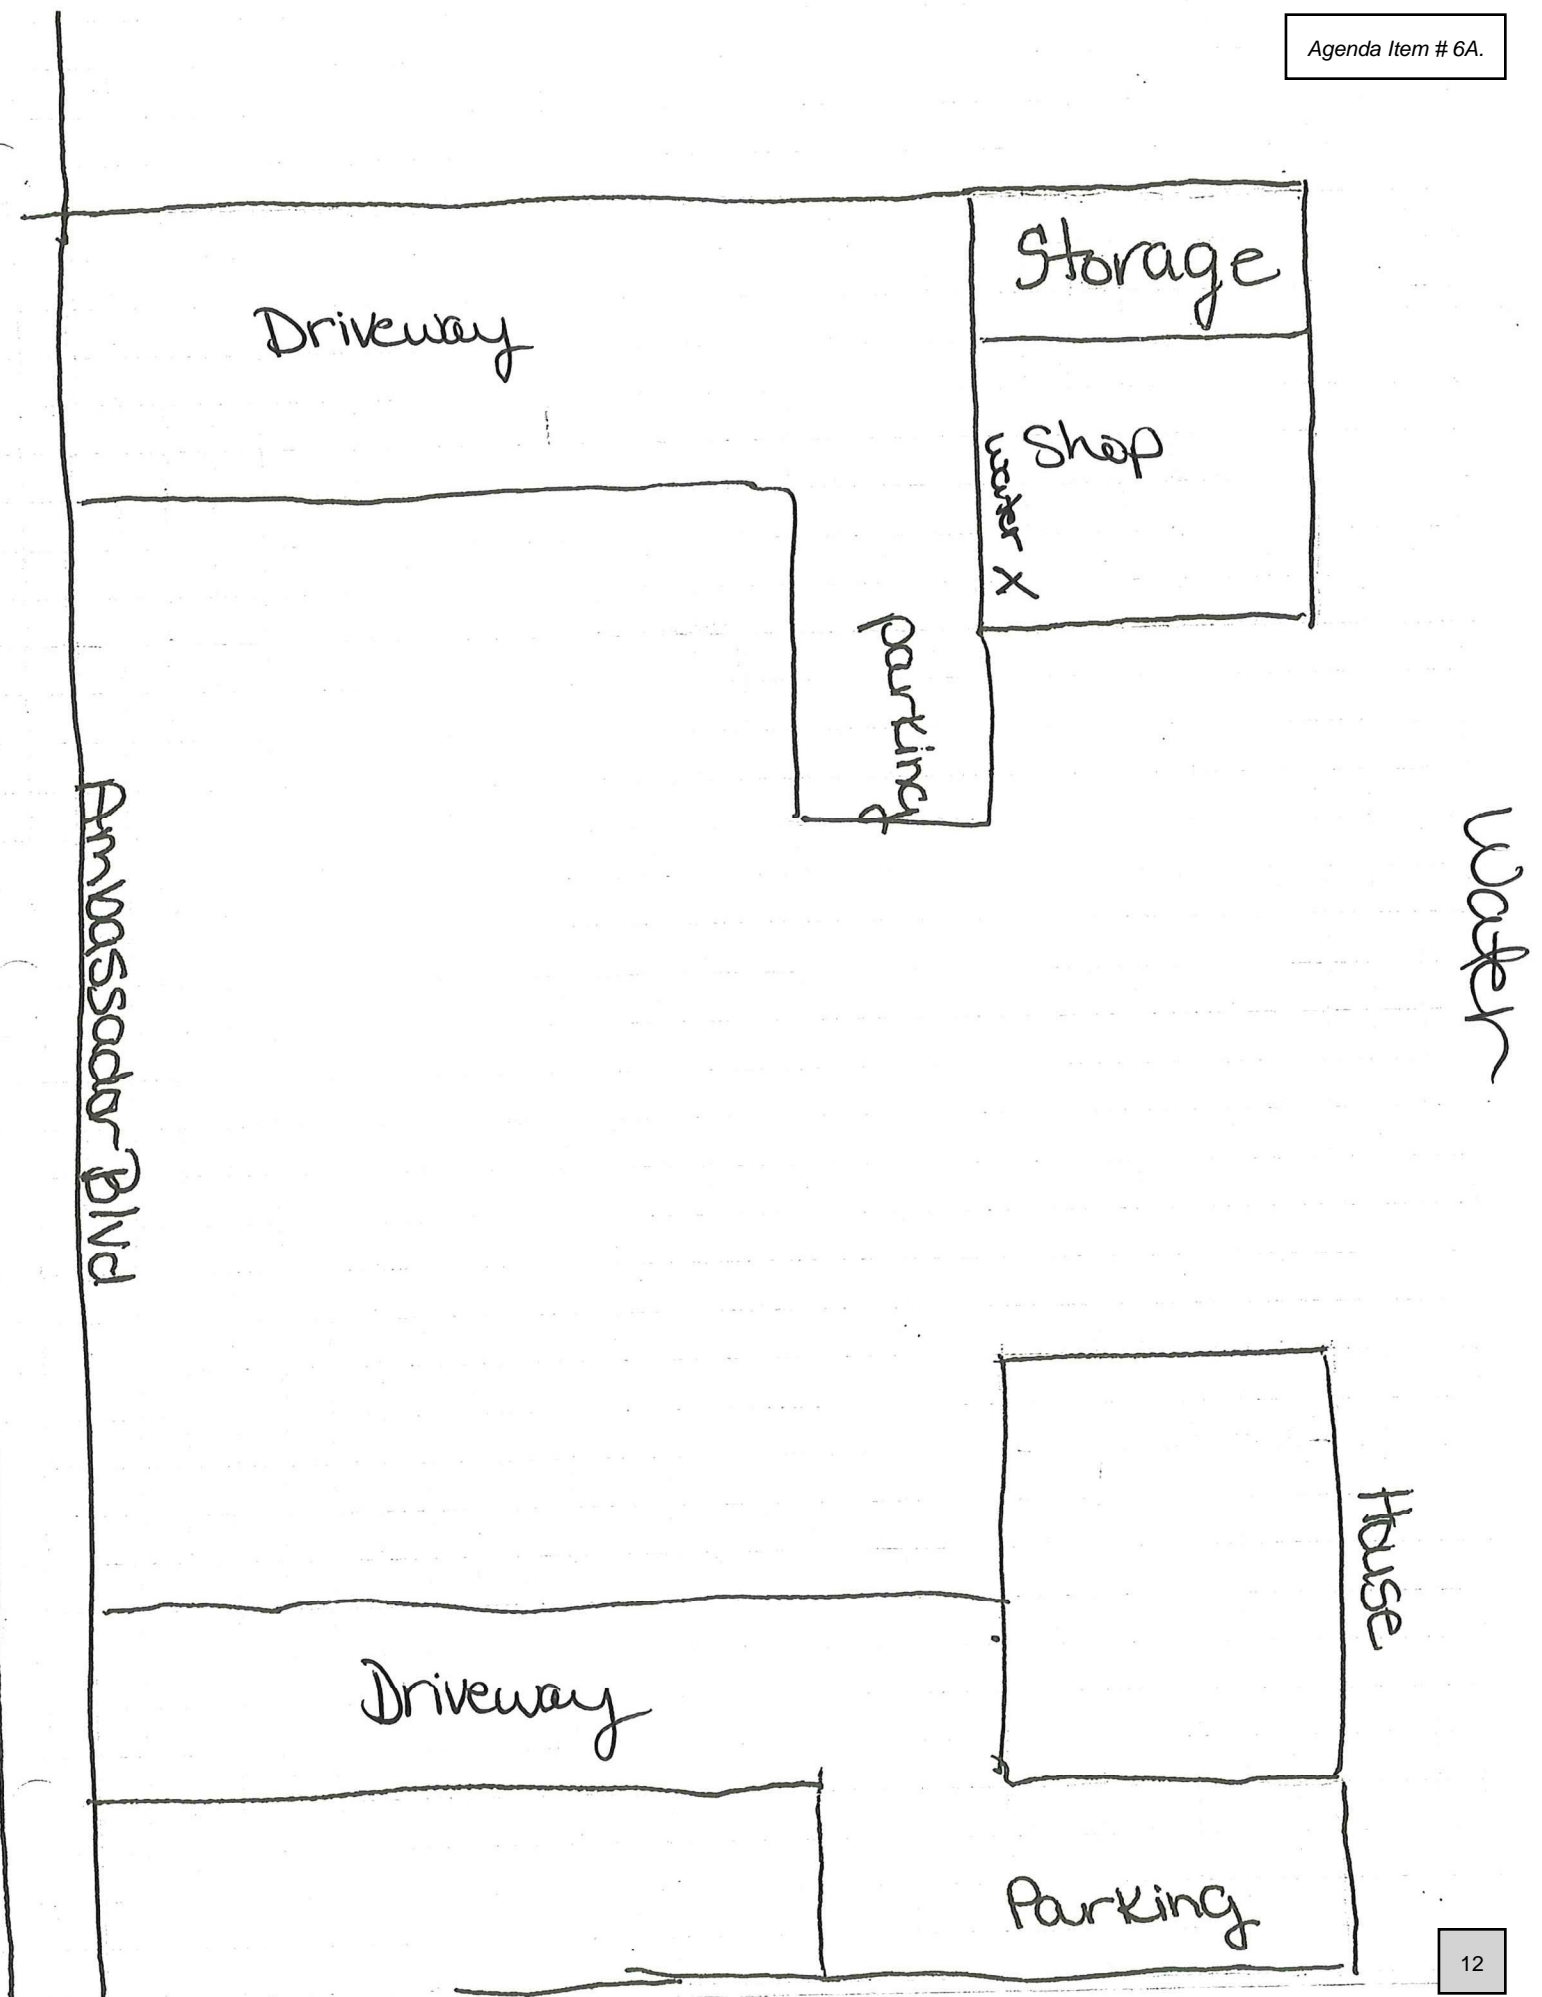 Agenda Item # 6A.
Storage
Driveway
Shop
water X
parking
Ambassador Blvd
Water
House
Driveway
Parking
12